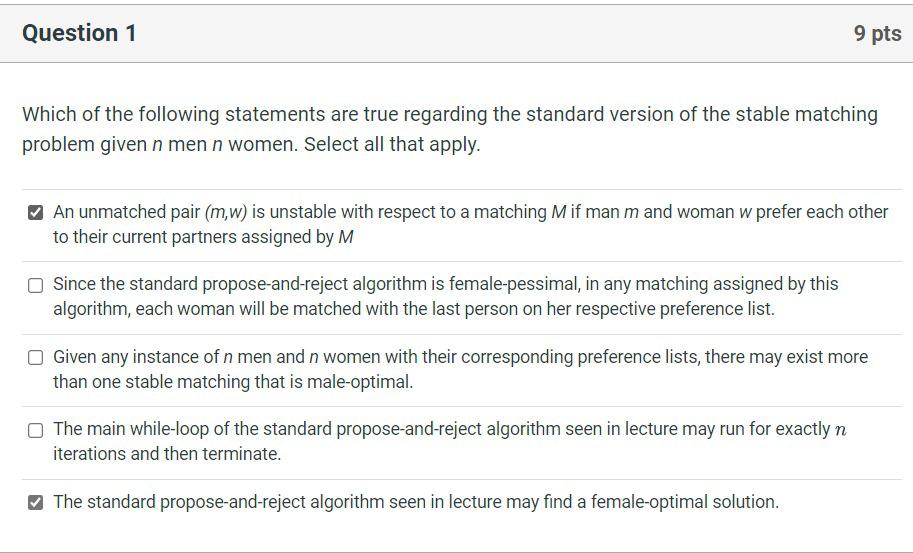 Question 1
9 pts
Which of the following statements are true regarding the standard version of the stable matching
problem given n men n women. Select all that apply.
An unmatched pair (m,w) is unstable with respect to a matching M if man m and woman w prefer each other
to their current partners assigned by M
Since the standard propose-and-reject algorithm is female-pessimal, in any matching assigned by this
algorithm, each woman will be matched with the last person on her respective preference list.
Given any instance of n men and n women with their corresponding preference lists, there may exist more
than one stable matching that is male-optimal.
The main while-loop of the standard propose-and-reject algorithm seen in lecture may run for exactly n
iterations and then terminate.
The standard propose-and-reject algorithm seen in lecture may find a female-optimal solution.